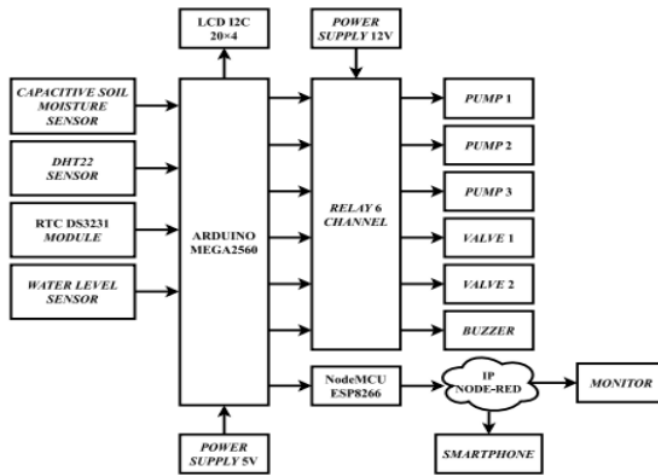 LCD I2C
20×4
POWER
SUPPLY 12V
CAPACITIVE SOIL
MOISTURE
SENSOR
DHT22
SENSOR
RTC DS3231
MODULE
WATER LEVEL
SENSOR
ARDUINO
MEGA2560
RELAY 6
CHANNEL
PUMP 1
PUMP 2
PUMP 3
VALVE 1
VALVE 2
BUZZER
NodeMCU
ESP8266
IP
NODE-RED
MONITOR
POWER
SUPPLY 5V
SMARTPHONE